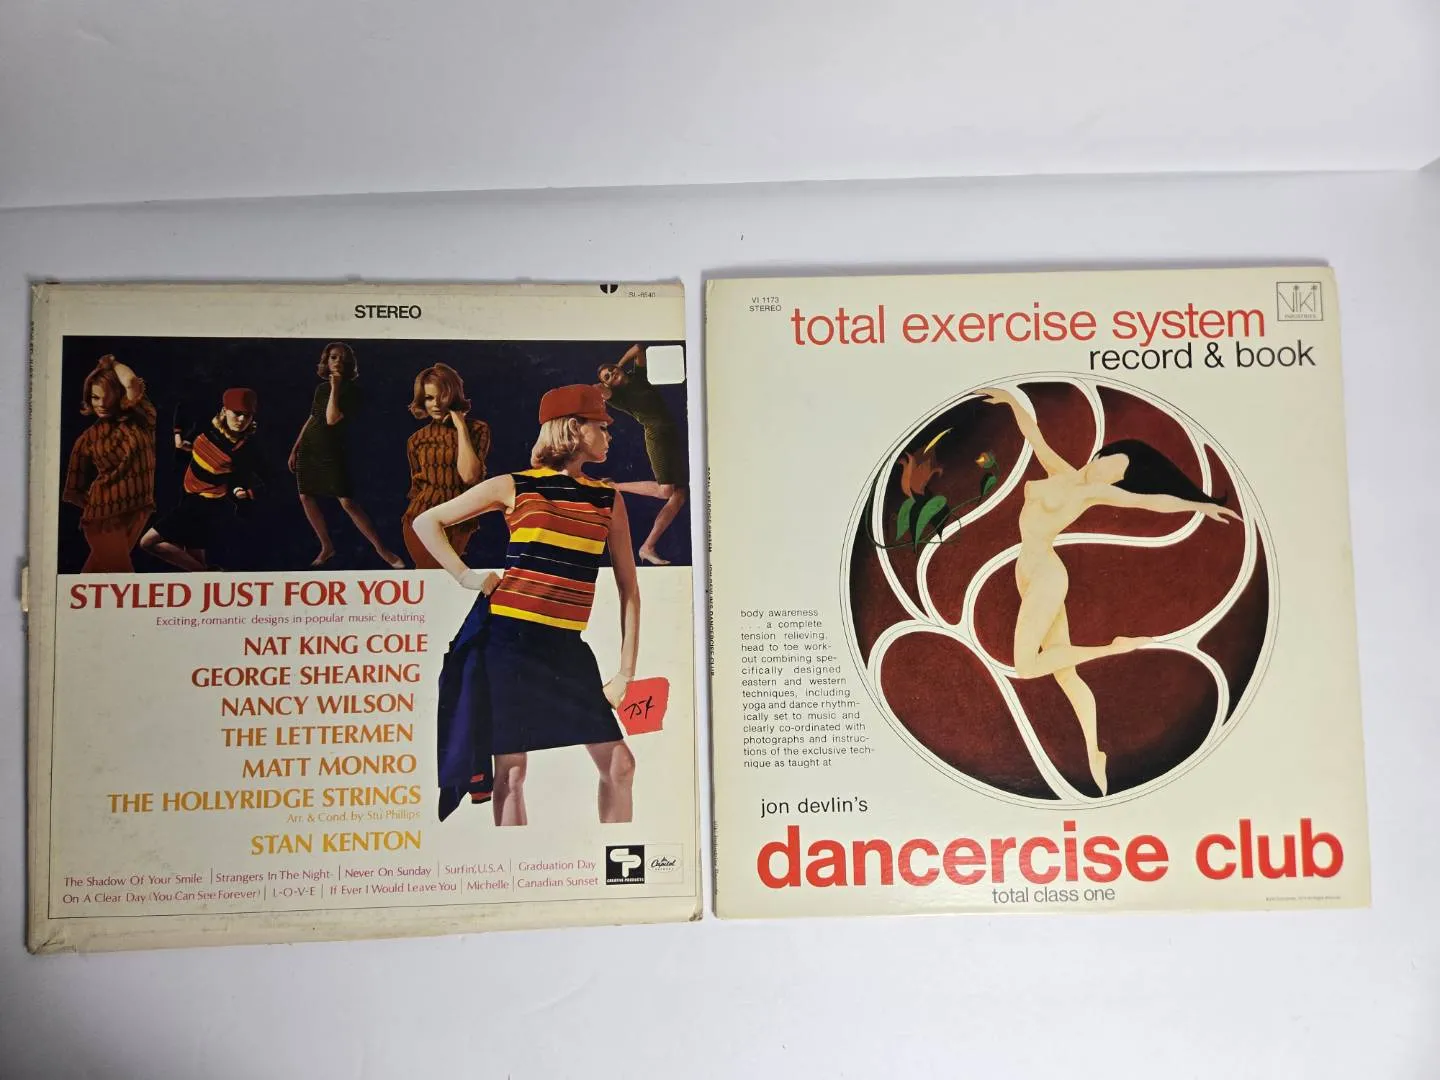 STEREO
STYLED JUST FOR YOU
Exciting, romantic designs in popular music featuring
NAT KING COLE
GEORGE SHEARING
NANCY WILSON
THE LETTERMEN
MATT MONRO
THE HOLLYRIDGE STRINGS
Arr. & Cond. by Stu Phillips
STAN KENTON
75¢
The Shadow Of Your Smile | Strangers In The Night- | Never On Sunday | Surfin', U.S.A. | Graduation Day
On A Clear Day (You Can See Forever) | L-O-V-E | If Ever I Would Leave You | Michelle | Canadian Sunset
CP
CREATIVE PRODUCTS
Capitol
VI 1173
STEREO
total exercise system
record & book
Viki
INDUSTRIES
body awareness
. . . a complete
tension relieving,
head to toe work-
out combining spe-
cifically designed
eastern and western
techniques, including
yoga and dance rhythm-
ically set to music and
clearly co-ordinated with
photographs and instruc-
tions of the exclusive tech-
nique as taught at
jon devlin's
dancercise club
total class one